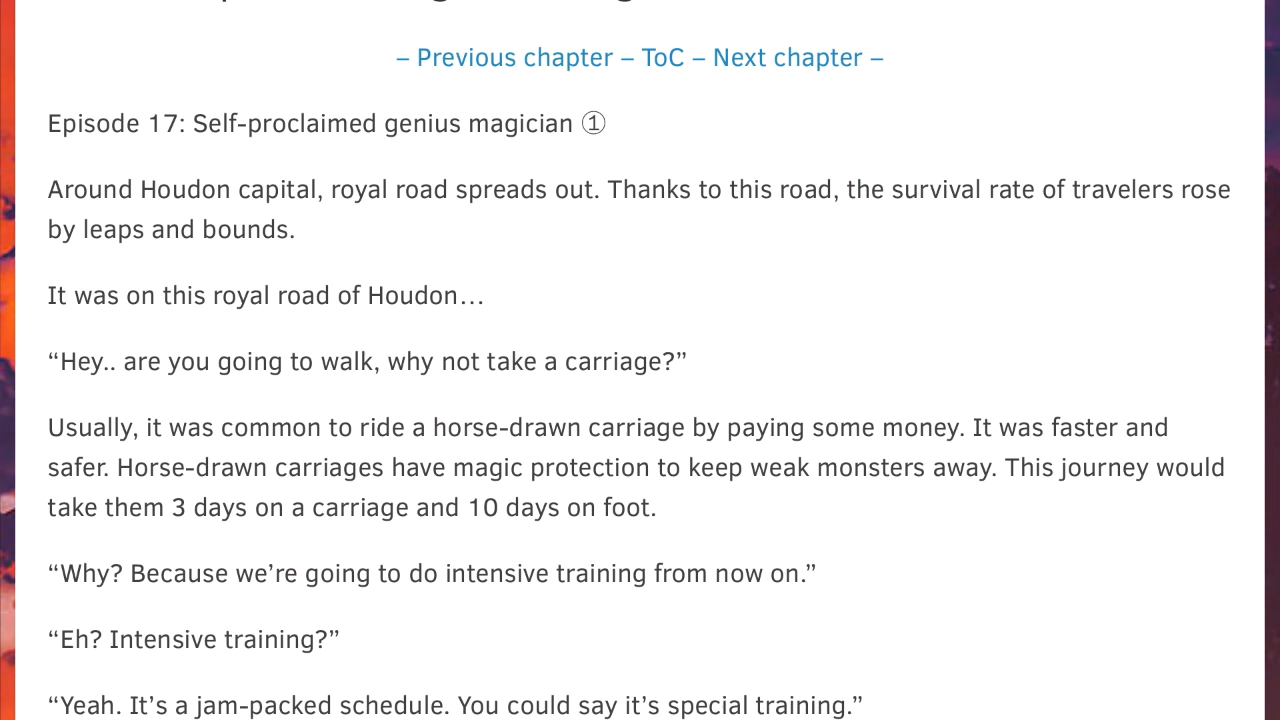 – Previous chapter – ToC – Next chapter –
Episode 17: Self-proclaimed genius magician ①
Around Houdon capital, royal road spreads out. Thanks to this road, the survival rate of travelers rose
by leaps and bounds.
It was on this royal road of Houdon…
“Hey.. are you going to walk, why not take a carriage?”
Usually, it was common to ride a horse-drawn carriage by paying some money. It was faster and
safer. Horse-drawn carriages have magic protection to keep weak monsters away. This journey would
take them 3 days on a carriage and 10 days on foot.
“Why? Because we’re going to do intensive training from now on.”
“Eh? Intensive training?”
“Yeah. It’s a jam-packed schedule. You could say it’s special training.”